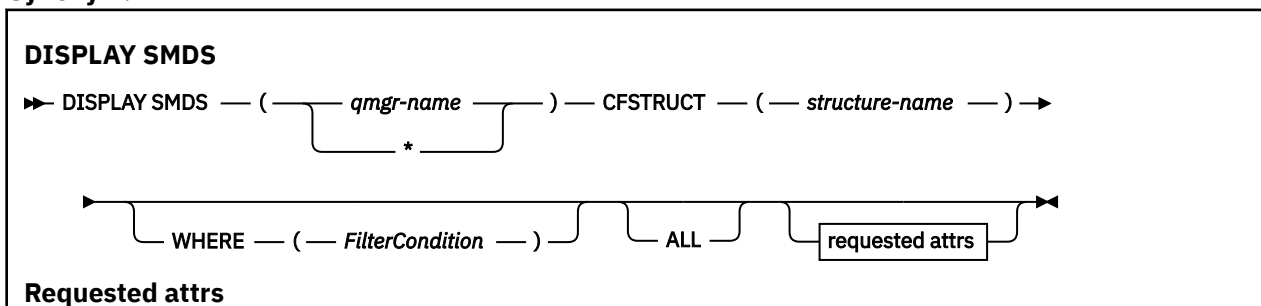 DISPLAY SMDS
DISPLAY SMDS ( qmgr-name ) CFSTRUCT ( structure-name )
*
WHERE ( FilterCondition ) ALL requested attrs
Requested attrs